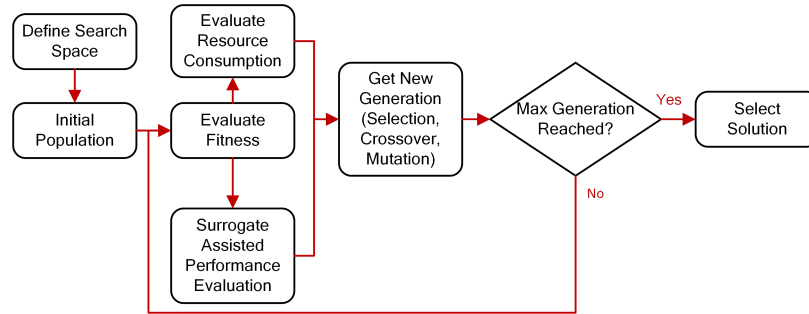 Define Search
Space
Initial
Population
Evaluate
Resource
Consumption
Evaluate
Fitness
Surrogate
Assisted
Performance
Evaluation
Get New
Generation
(Selection,
Crossover,
Mutation)
Max Generation
Reached?
Yes
No
Select
Solution